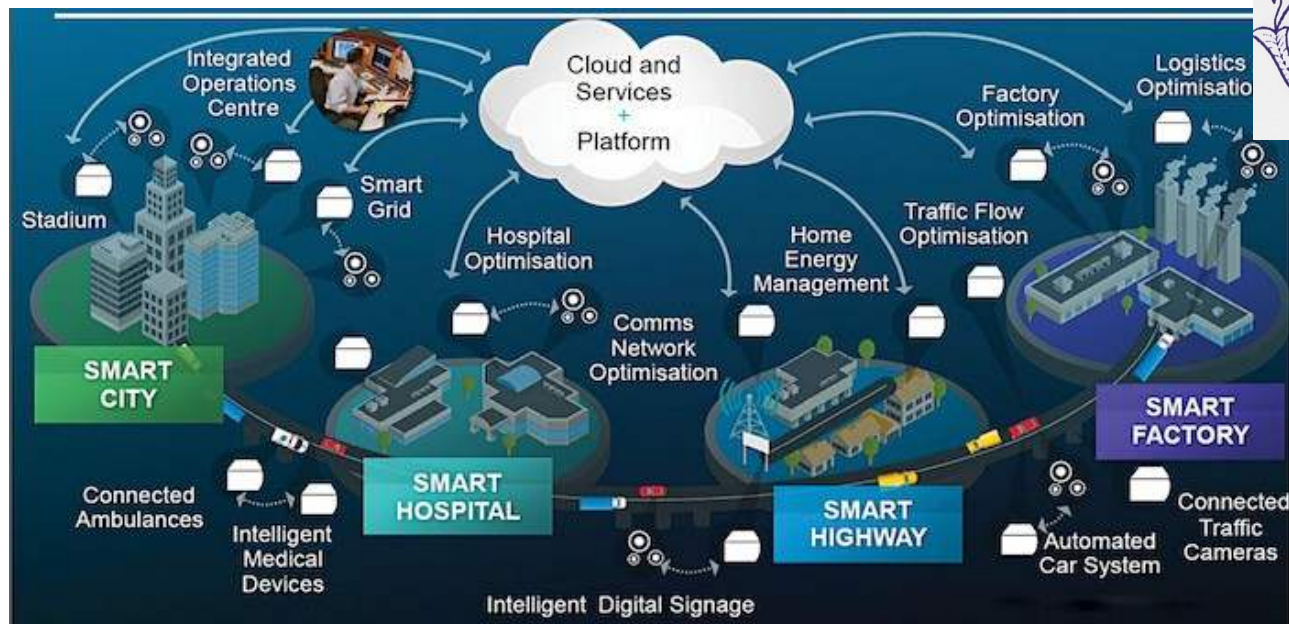 Integrated
Operations
Centre
Cloud and
Services
+
Platform
Logistics
Optimisation
Factory
Optimisation
Stadium
Smart
Grid
Hospital
Optimisation
Home
Energy
Management
Traffic Flow
Optimisation
Comms
Network
Optimisation
SMART
CITY
SMART
HOSPITAL
SMART
HIGHWAY
SMART
FACTORY
Connected
Ambulances
Intelligent
Medical
Devices
Intelligent Digital Signage
Automated
Car System
Connected
Traffic
Cameras